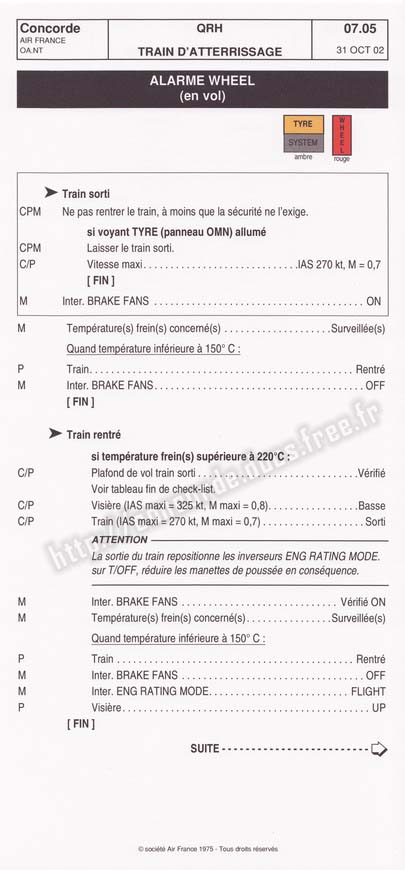 Concorde
AIR FRANCE
OA.NT
QRH
TRAIN D'ATTERRISSAGE
07.05
31 OCT 02
ALARME WHEEL
(en vol)
TYRE
SYSTEM
ambre
WHEEL
rouge
➤ Train sorti
CPM Ne pas rentrer le train, à moins que la sécurité ne l'exige.
si voyant TYRE (panneau OMN) allumé
CPM Laisser le train sorti.
C/P Vitesse maxi . . . . . . . . . . . . . . . . . . . . . . IAS 270 kt, M = 0,7
[ FIN ]
M Inter. BRAKE FANS . . . . . . . . . . . . . . . . . . . . . . ON
M Température(s) frein(s) concerné(s) . . . . . . . . . . . . . . . Surveillée(s)
Quand température inférieure à 150° C :
P Train . . . . . . . . . . . . . . . . . . . . . . Rentré
M Inter. BRAKE FANS . . . . . . . . . . . . . . . . . . . . . . OFF
[ FIN ]
➤ Train rentré
si température frein(s) supérieure à 220°C :
C/P Plafond de vol train sorti . . . . . . . . . . . . . . . . . . . . . . Vérifié
Voir tableau fin de check-list.
C/P Visière (IAS maxi = 325 kt, M maxi = 0,8) . . . . . . . . . . . . . . . Basse
C/P Train (IAS maxi = 270 kt, M maxi = 0,7) . . . . . . . . . . . . . . . Sorti
ATTENTION
La sortie du train repositionne les inverseurs ENG RATING MODE.
sur T/OFF, réduire les manettes de poussée en conséquence.
M Inter. BRAKE FANS . . . . . . . . . . . . . . . . . . . . . . Vérifié ON
M Température(s) frein(s) concerné(s) . . . . . . . . . . . . . . . Surveillée(s)
Quand température inférieure à 150° C :
P Train . . . . . . . . . . . . . . . . . . . . . . Rentré
M Inter. BRAKE FANS . . . . . . . . . . . . . . . . . . . . . . OFF
M Inter. ENG RATING MODE . . . . . . . . . . . . . . . . . . . . . . FLIGHT
P Visière . . . . . . . . . . . . . . . . . . . . . . UP
[ FIN ]
SUITE
© société Air France 1975 - Tous droits réservés